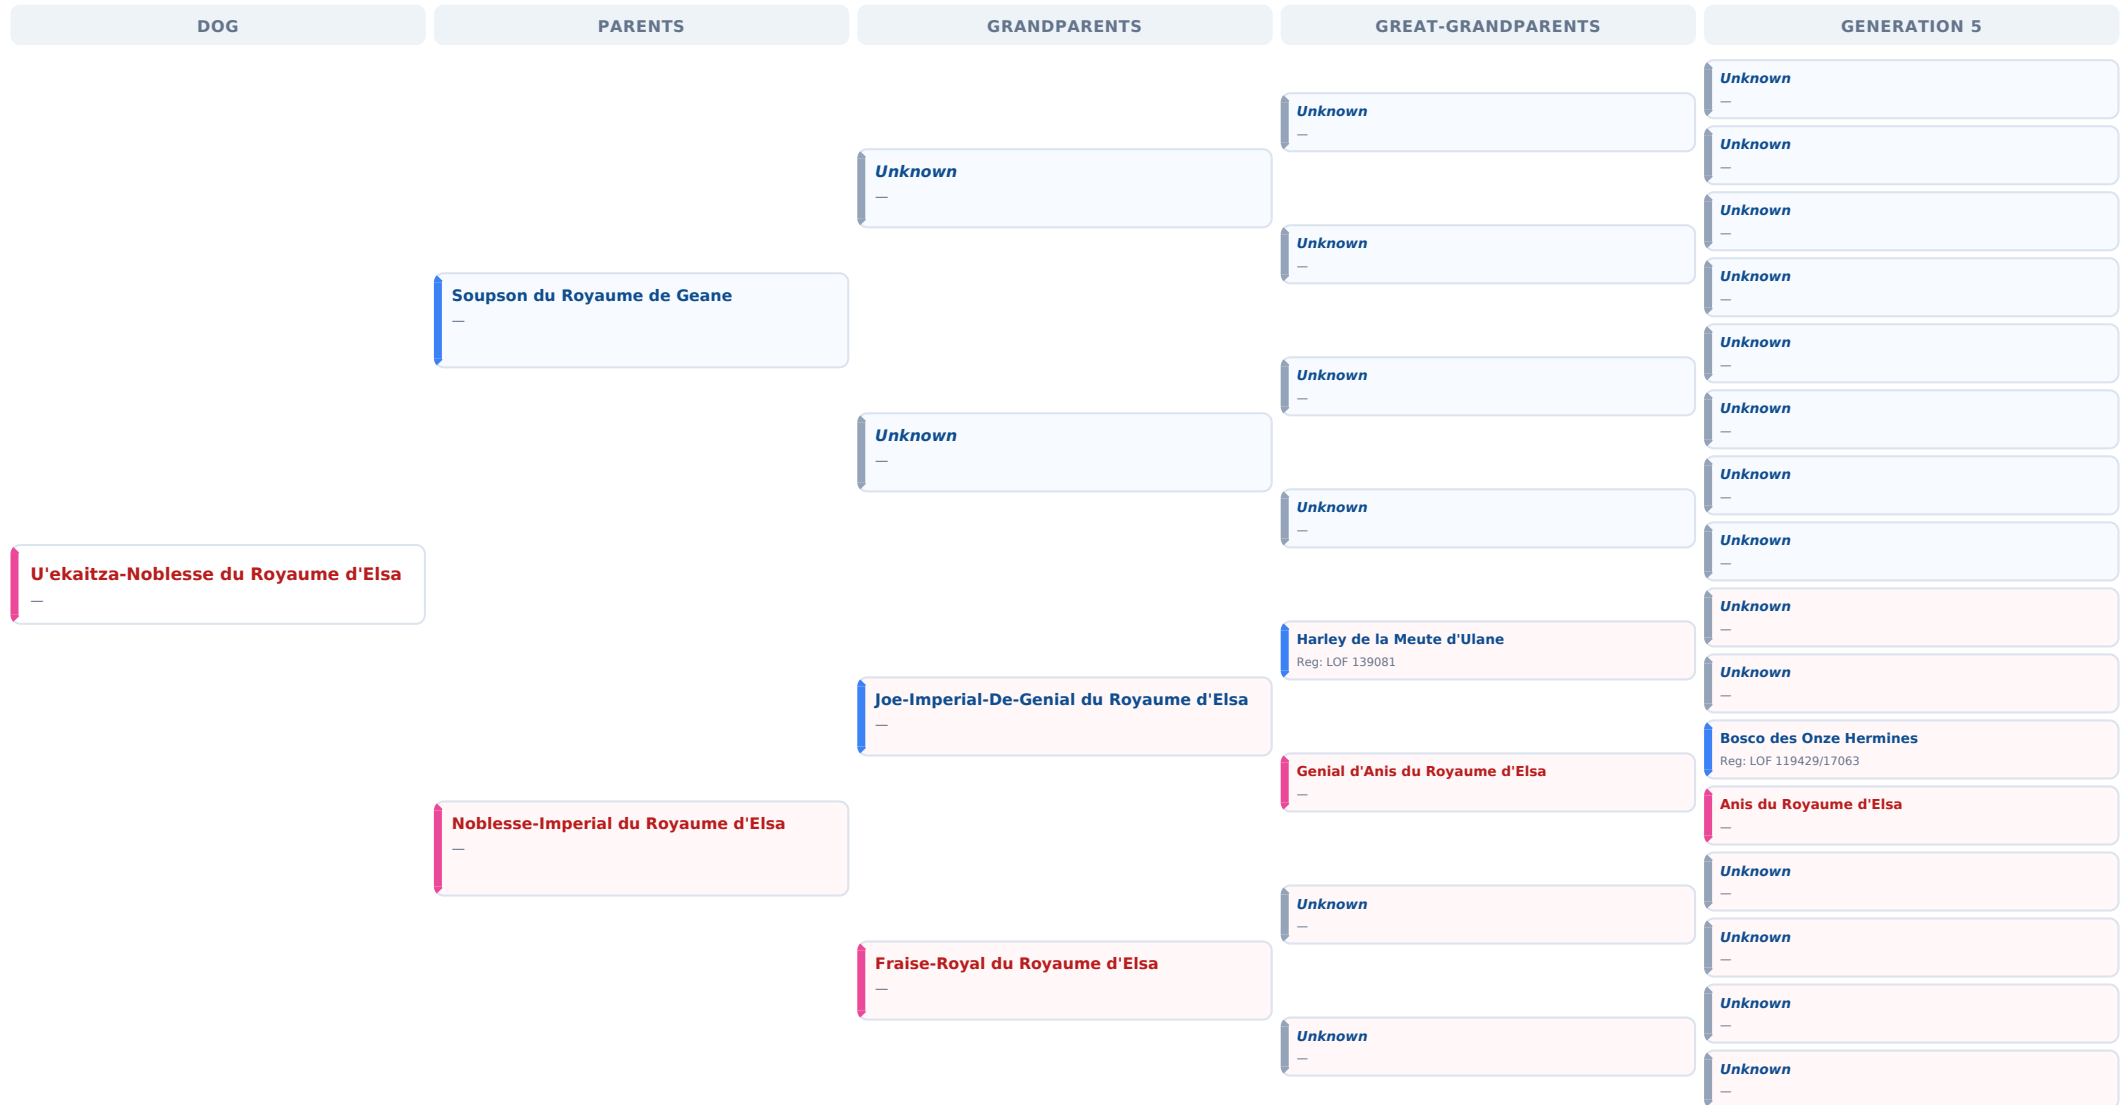 DOG
PARENTS
GRANDPARENTS
GREAT-GRANDPARENTS
GENERATION 5
U'ekaitza-Noblesse du Royaume d'Elsa
—
Soupson du Royaume de Geane
—
Noblesse-Imperial du Royaume d'Elsa
—
Unknown
—
Unknown
—
Joe-Imperial-De-Genial du Royaume d'Elsa
—
Fraise-Royal du Royaume d'Elsa
—
Unknown
—
Unknown
—
Unknown
—
Unknown
—
Harley de la Meute d'Ulane
Reg: LOF 139081
Genial d'Anis du Royaume d'Elsa
—
Unknown
—
Unknown
—
Unknown
—
Unknown
—
Unknown
—
Unknown
—
Unknown
—
Unknown
—
Unknown
—
Unknown
—
Unknown
—
Unknown
—
Bosco des Onze Hermines
Reg: LOF 119429/17063
Anis du Royaume d'Elsa
—
Unknown
—
Unknown
—
Unknown
—
Unknown
—